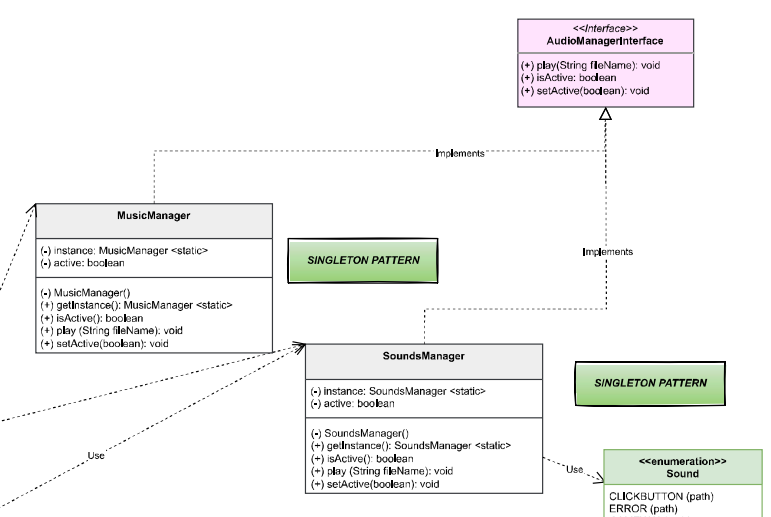 <<Interface>>
AudioManagerInterface
(+) play(String fileName): void
(+) isActive: boolean
(+) setActive(boolean): void
Implements
MusicManager
(-) instance: MusicManager <static>
(-) active: boolean
(-) MusicManager()
(+) getInstance(): MusicManager <static>
(+) isActive(): boolean
(+) play (String fileName): void
(+) setActive(boolean): void
SINGLETON PATTERN
Implements
SoundsManager
(-) instance: SoundsManager <static>
(-) active: boolean
(-) SoundsManager()
(+) getInstance(): SoundsManager <static>
(+) isActive(): boolean
(+) play (String fileName): void
(+) setActive(boolean): void
SINGLETON PATTERN
Use
Use
<<enumeration>>
Sound
CLICKBUTTON (path)
ERROR (path)